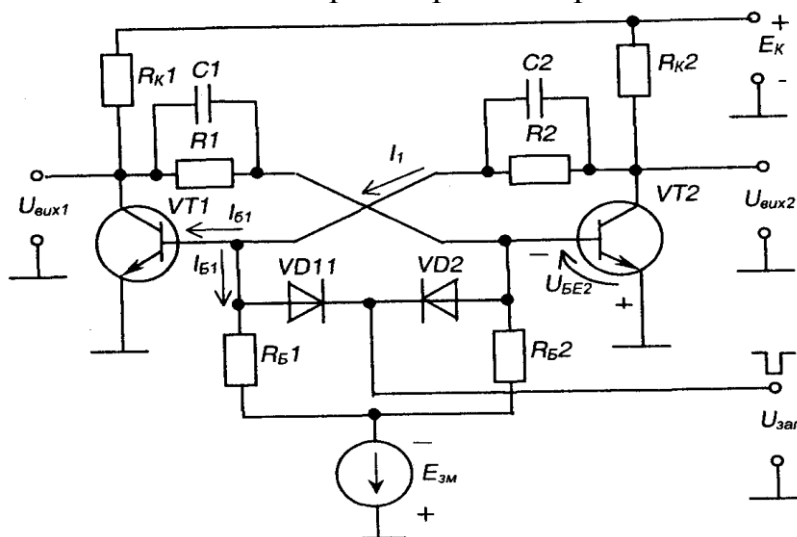 +
E_К
-
R_К1
C1
C2
R_К2
R1
R2
I_1
U_вих1
VT1
I_б1
VT2
U_вих2
I_Б1
VD11
VD2
-
U_БЕ2
+
R_Б1
R_Б2
U_зап
-
E_зм
+